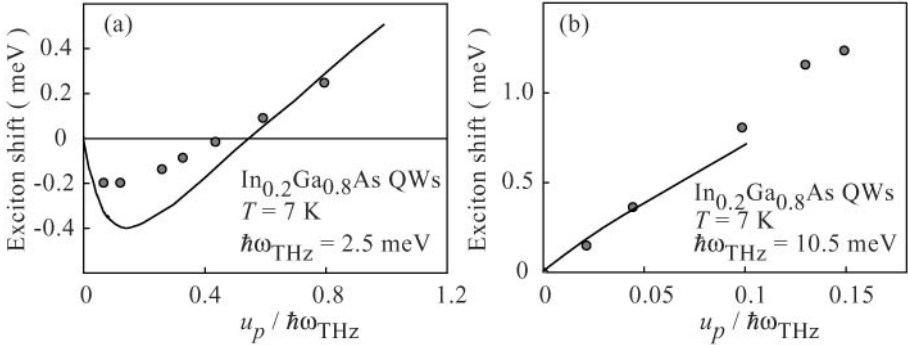 (a)
Exciton shift ( meV)
0.4
0.2
0
-0.2
-0.4
In0.2Ga0.8As QWs
T = 7 K
ħωTHz = 2.5 meV
0 0.4 0.8 1.2
up / ħωTHz
(b)
Exciton shift ( meV)
1.0
0.5
0
In0.2Ga0.8As QWs
T = 7 K
ħωTHz = 10.5 meV
0 0.05 0.10 0.15
up / ħωTHz